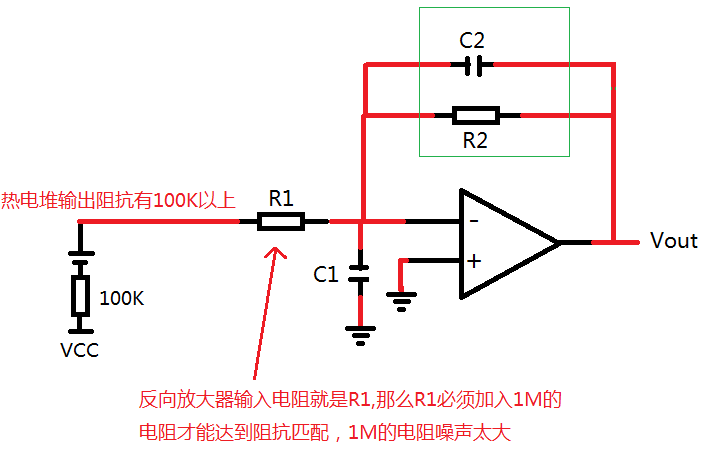 C2
R2
热电堆输出阻抗有100K以上
R1
-
+
Vout
C1
100K
VCC
反向放大器输入电阻就是R1,那么R1必须加入1M的
电阻才能达到阻抗匹配，1M的电阻噪声太大